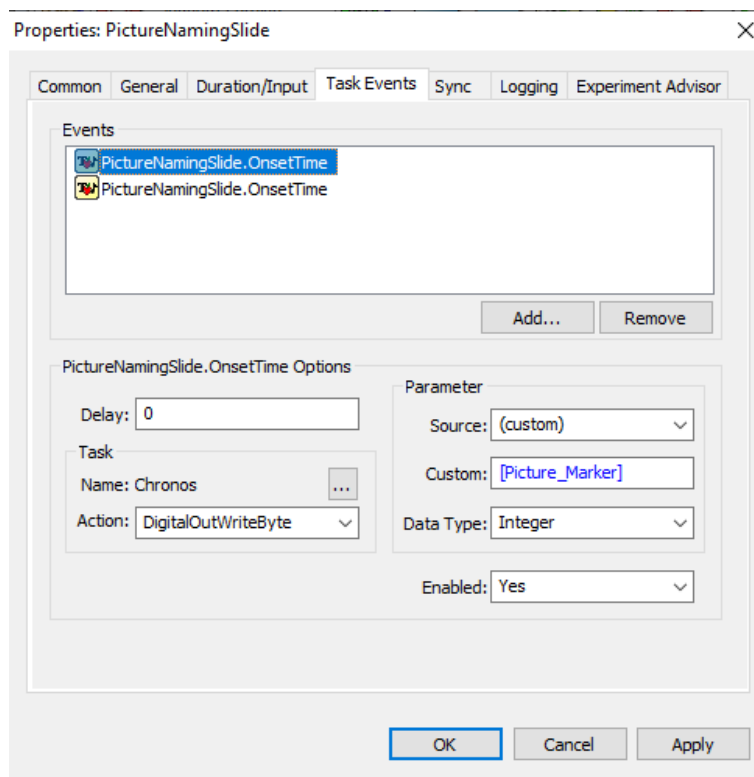 Properties: PictureNamingSlide
Common General Duration/Input Task Events Sync Logging Experiment Advisor
Events
PictureNamingSlide.OnsetTime
PictureNamingSlide.OnsetTime
Add... Remove
PictureNamingSlide.OnsetTime Options
Delay: 0
Task
Name: Chronos ...
Action: DigitalOutWriteByte
Parameter
Source: (custom)
Custom: [Picture_Marker]
Data Type: Integer
Enabled: Yes
OK Cancel Apply